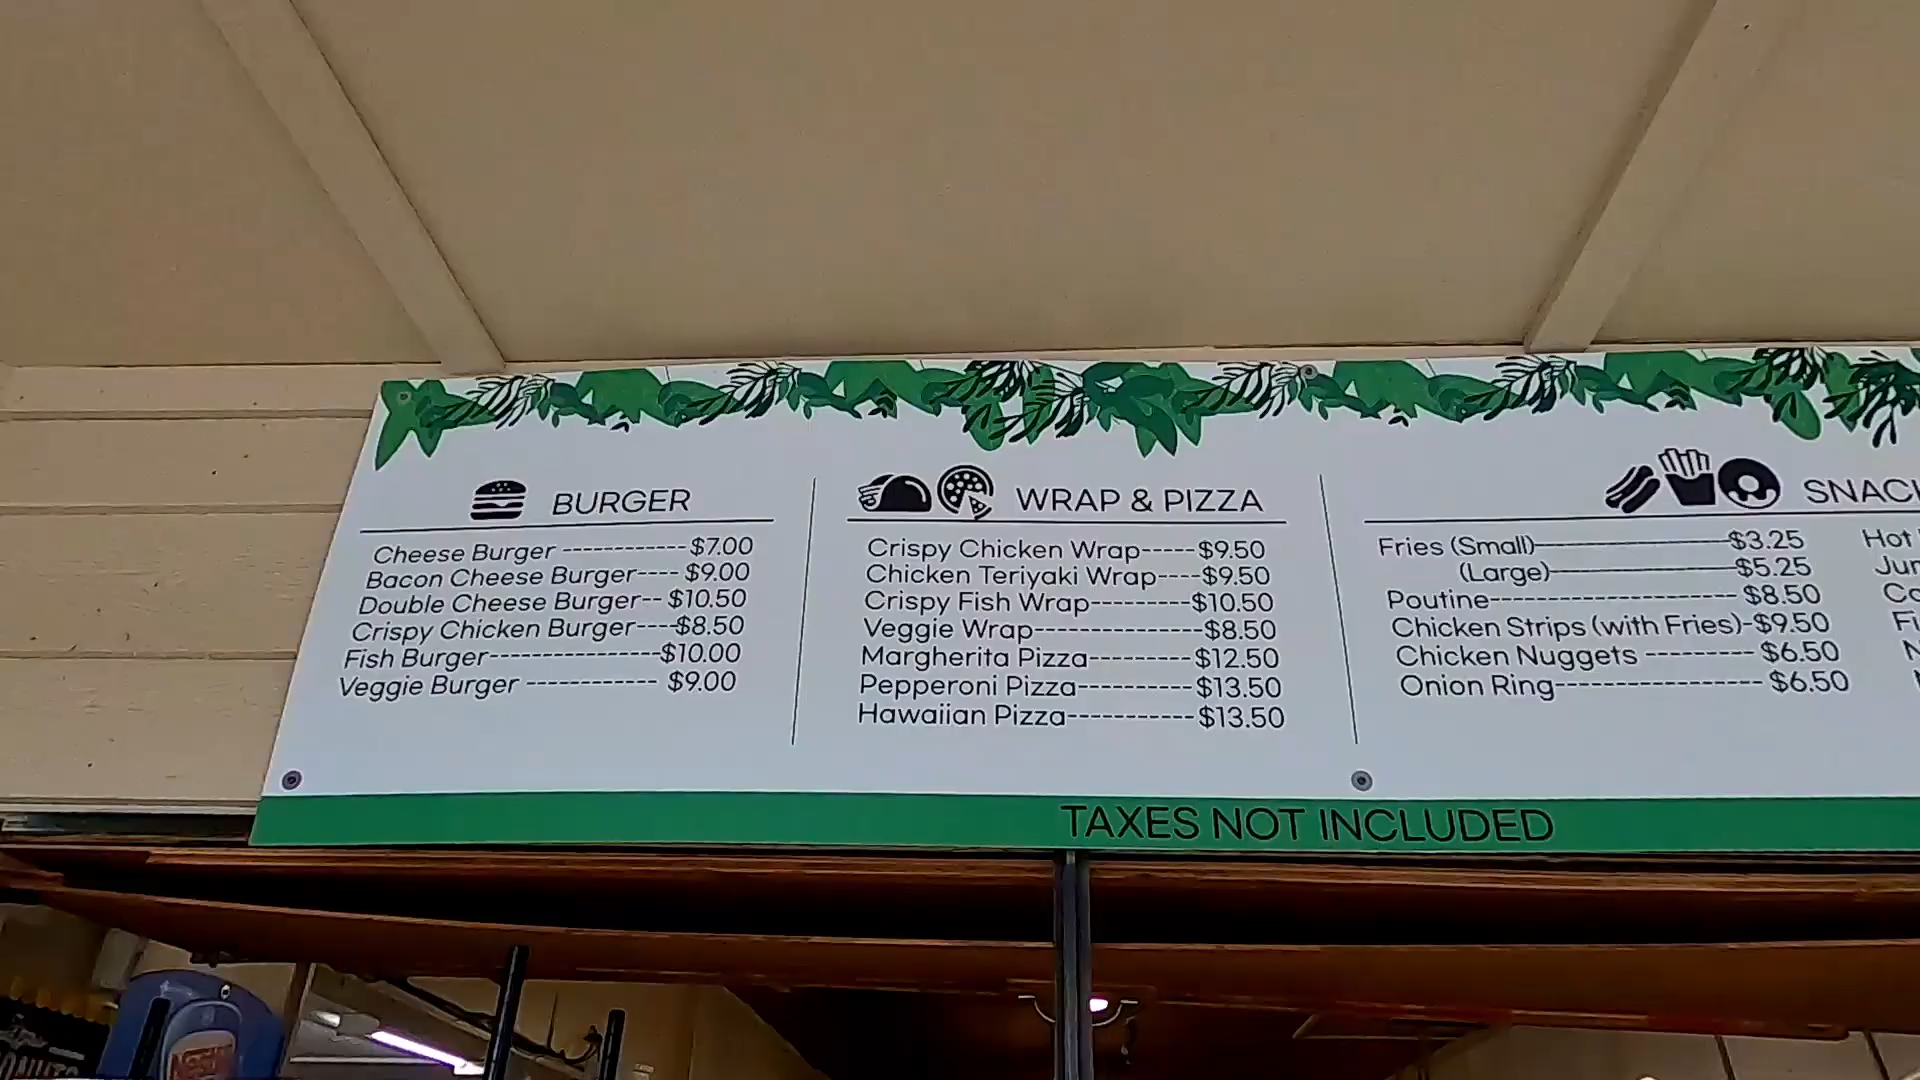 BURGER
Cheese Burger ------------ $7.00
Bacon Cheese Burger---- $9.00
Double Cheese Burger-- $10.50
Crispy Chicken Burger----$8.50
Fish Burger-----------------$10.00
Veggie Burger ------------ $9.00
WRAP & PIZZA
Crispy Chicken Wrap-----$9.50
Chicken Teriyaki Wrap----$9.50
Crispy Fish Wrap---------$10.50
Veggie Wrap---------------$8.50
Margherita Pizza---------$12.50
Pepperoni Pizza----------$13.50
Hawaiian Pizza-----------$13.50
Fries (Small)--------------------$3.25
(Large)-------------------$5.25
Poutine---------------------- $8.50
Chicken Strips (with Fries)-$9.50
Chicken Nuggets --------- $6.50
Onion Ring----------------- $6.50
Hot
TAXES NOT INCLUDED